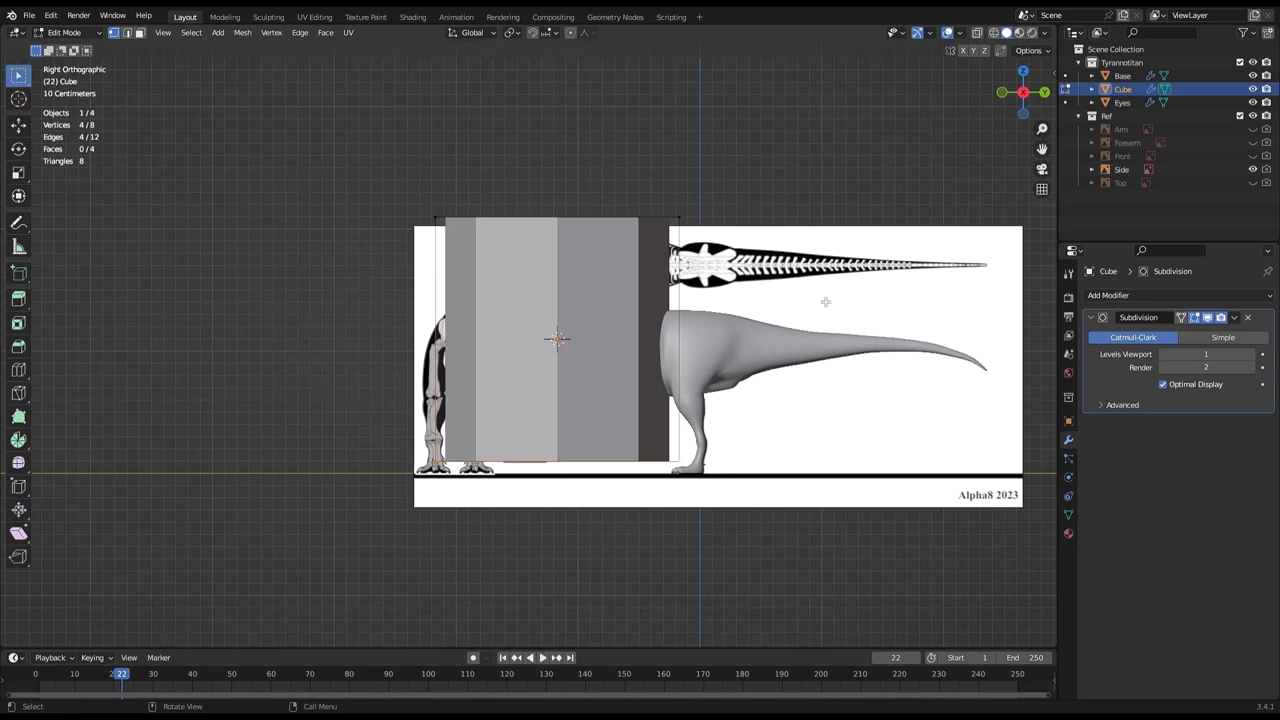 File Edit Render Window Help Layout Modeling Sculpting UV Editing Texture Paint Shading Animation Rendering Compositing Geometry Nodes Scripting + Scene ViewLayer
Edit Mode View Select Add Mesh Vertex Edge Face UV Global
X Y Z Options
Right Orthographic
(22) Cube
10 Centimeters
Objects 1/4
Vertices 4/8
Edges 4/12
Faces 0/4
Triangles 8
Z
X
Y
Alpha8 2023
Scene Collection
Tyrannotitan
Base
Cube
Eyes
Ref
Arm
Forearm
Front
Side
Top
Cube Subdivision
Add Modifier
Subdivision
Catmull-Clark Simple
Levels Viewport 1
Render 2
Optimal Display
Advanced
Playback Keying View Marker 22 Start 1 End 250
0 10 22 30 40 50 60 70 80 90 100 110 120 130 140 150 160 170 180 190 200 210 220 230 240 250
Select Rotate View Call Menu 3.4.1